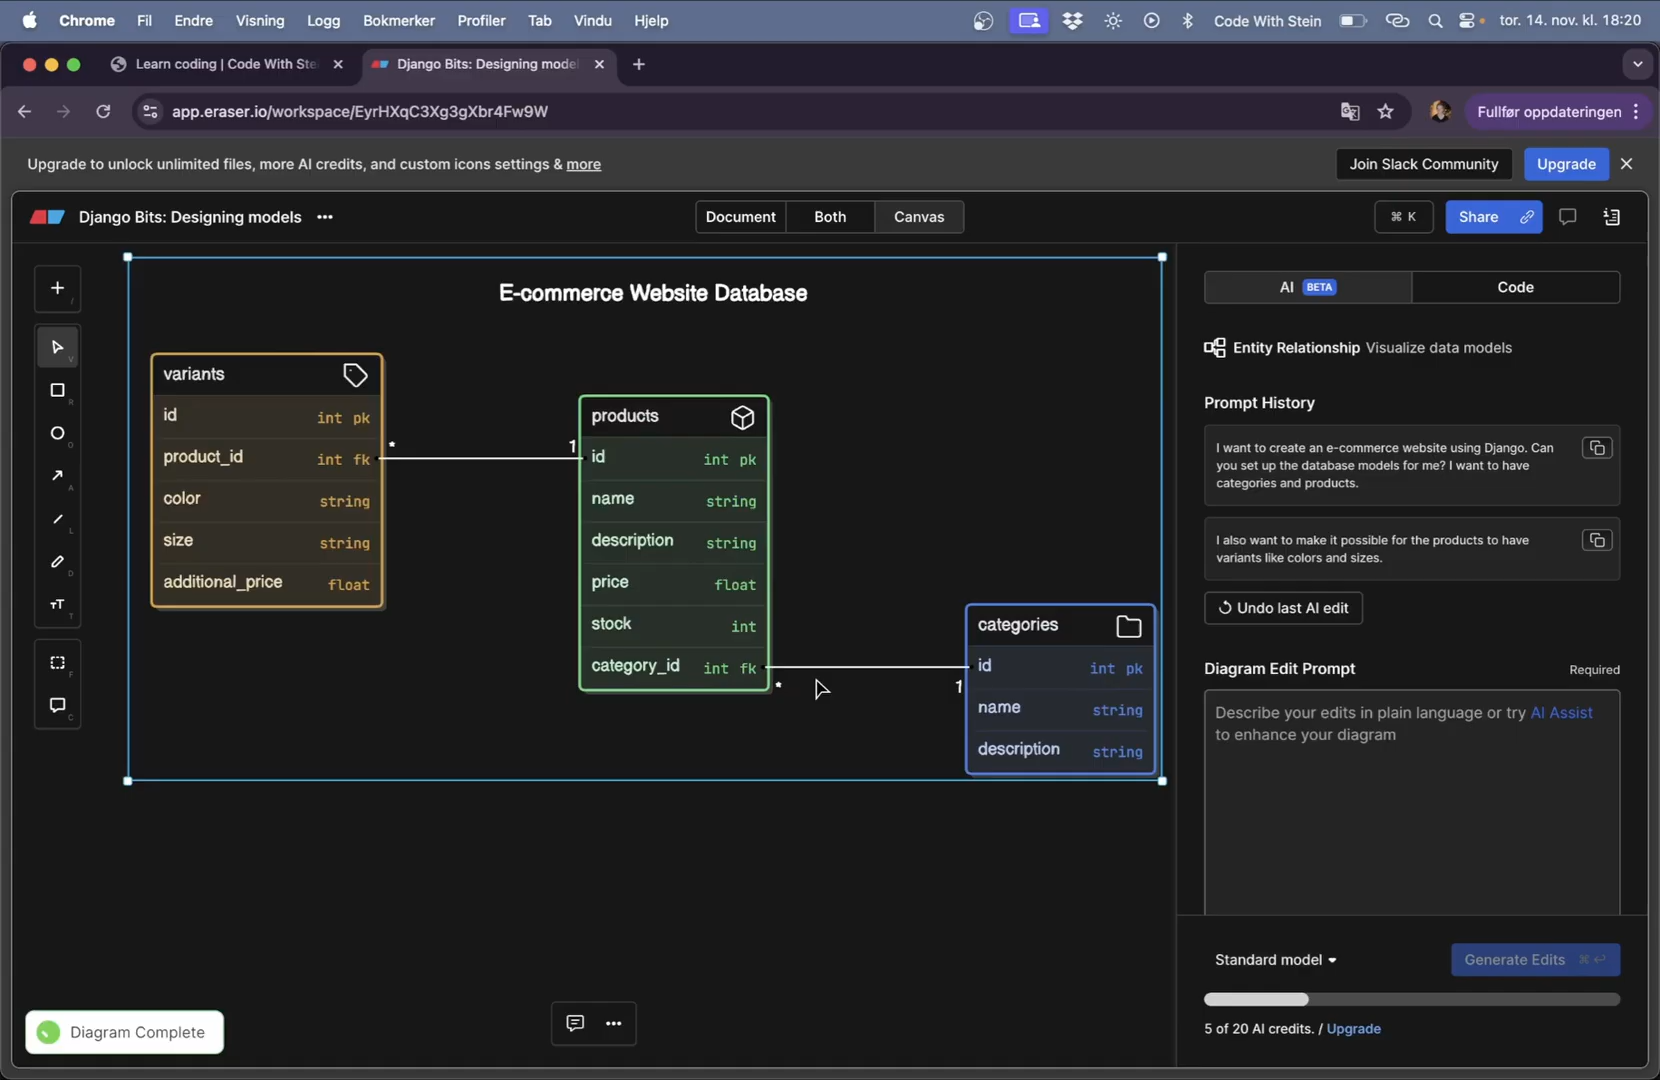 Chrome Fil Endre Visning Logg Bokmerker Profiler Tab Vindu Hjelp Code With Stein tor. 14. nov. kl. 18:20
Learn coding | Code With Ste
Django Bits: Designing mode
app.eraser.io/workspace/EyrHXqC3Xg3gXbr4Fw9W
Fullfør oppdateringen
Upgrade to unlock unlimited files, more AI credits, and custom icons settings & more
Join Slack Community
Upgrade
Django Bits: Designing models
Document
Both
Canvas
⌘ K
Share
E-commerce Website Database
variants
id int pk
product_id int fk
color string
size string
additional_price float
*
1
products
id int pk
name string
description string
price float
stock int
category_id int fk
*
1
categories
id int pk
name string
description string
/
V
R
O
A
L
D
T
F
C
AI BETA
Code
Entity Relationship Visualize data models
Prompt History
I want to create an e-commerce website using Django. Can
you set up the database models for me? I want to have
categories and products.
I also want to make it possible for the products to have
variants like colors and sizes.
Undo last AI edit
Diagram Edit Prompt
Required
Describe your edits in plain language or try AI Assist
to enhance your diagram
Standard model
Generate Edits ⌘ ↩
5 of 20 AI credits. / Upgrade
Diagram Complete